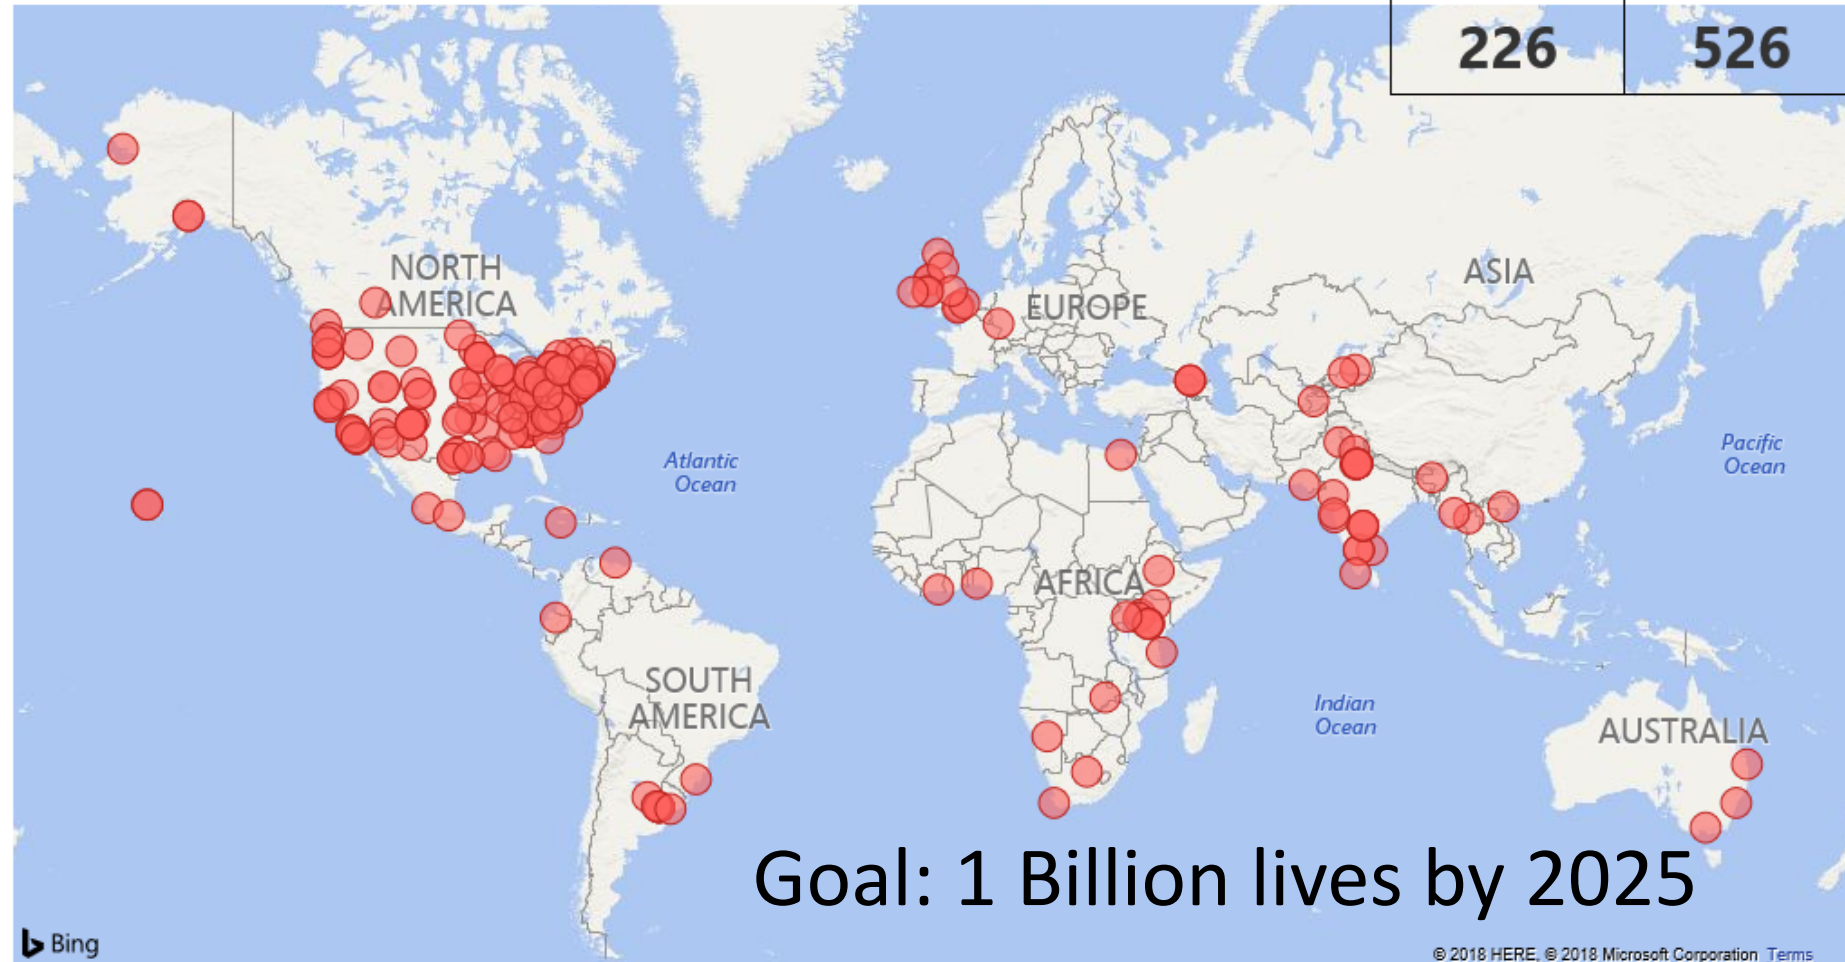 226 526
NORTH
AMERICA
EUROPE
ASIA
Atlantic
Ocean
Pacific
Ocean
AFRICA
SOUTH
AMERICA
Indian
Ocean
AUSTRALIA
Goal: 1 Billion lives by 2025
Bing
© 2018 HERE, © 2018 Microsoft Corporation Terms